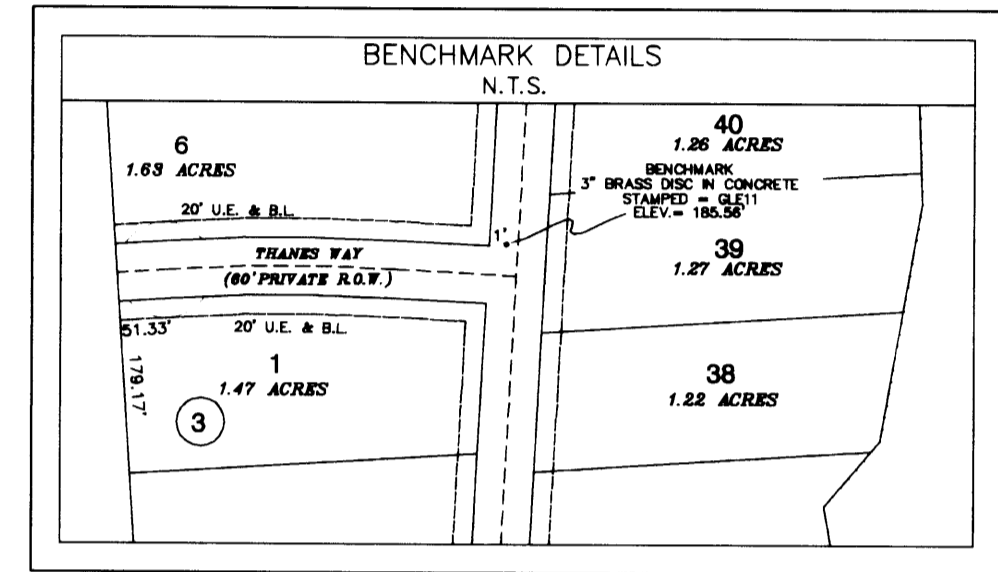 BENCHMARK DETAILS
N.T.S.
6
1.63 ACRES
20' U.E. & B.L.
THANES WAY
(60' PRIVATE R.O.W.)
51.33'
20' U.E. & B.L.
179.17'
1
1.47 ACRES
3
1'
40
1.26 ACRES
BENCHMARK
3" BRASS DISC IN CONCRETE
STAMPED = GLE11
ELEV.= 185.56'
39
1.27 ACRES
38
1.22 ACRES